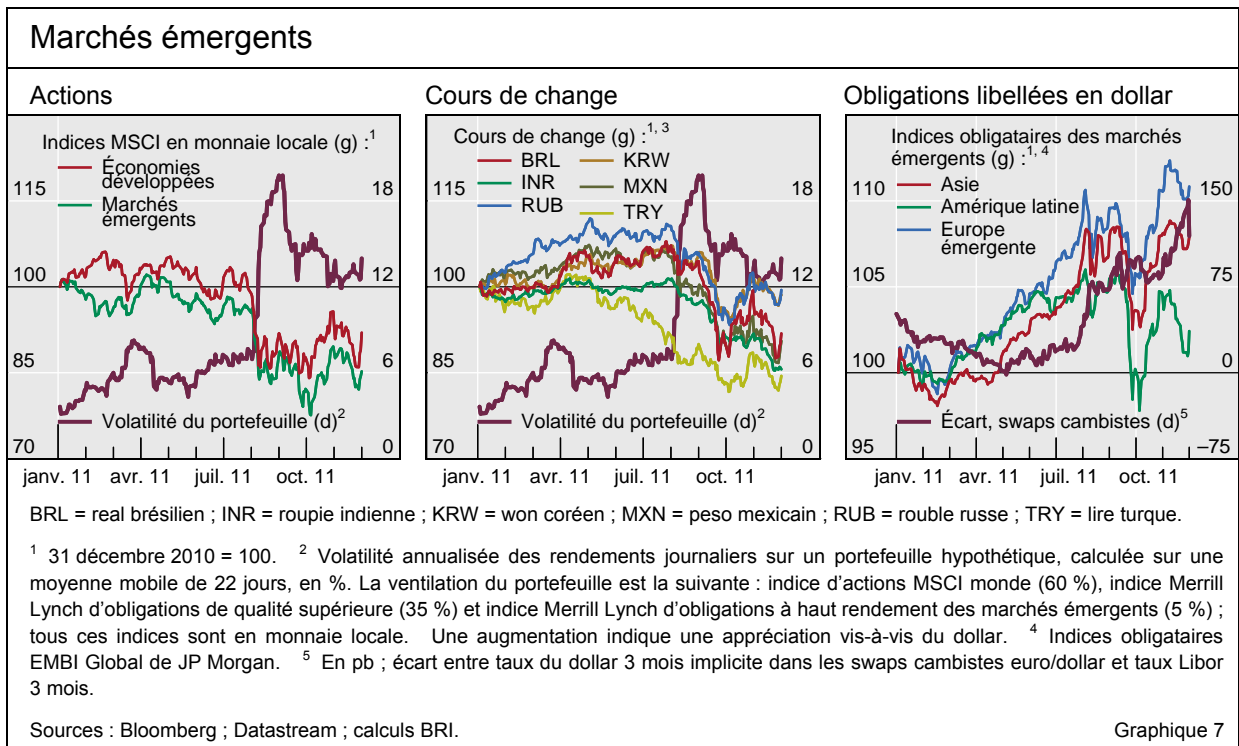 Marchés émergents
Actions
Indices MSCI en monnaie locale (g) :1
Économies
développées
Marchés
émergents
115
18
100
12
85
6
Volatilité du portefeuille (d)2
70
0
janv. 11 avr. 11 juil. 11 oct. 11
Cours de change
Cours de change (g) :1, 3
BRL KRW
INR MXN
RUB TRY
115
18
100
12
85
6
Volatilité du portefeuille (d)2
70
0
janv. 11 avr. 11 juil. 11 oct. 11
Obligations libellées en dollar
Indices obligataires des marchés
émergents (g) :1, 4
Asie
Amérique latine
Europe
émergente
110
150
105
75
100
0
Écart, swaps cambistes (d)5
95
–75
janv. 11 avr. 11 juil. 11 oct. 11
BRL = real brésilien ; INR = roupie indienne ; KRW = won coréen ; MXN = peso mexicain ; RUB = rouble russe ; TRY = lire turque.
1 31 décembre 2010 = 100. 2 Volatilité annualisée des rendements journaliers sur un portefeuille hypothétique, calculée sur une
moyenne mobile de 22 jours, en %. La ventilation du portefeuille est la suivante : indice d’actions MSCI monde (60 %), indice Merrill
Lynch d’obligations de qualité supérieure (35 %) et indice Merrill Lynch d’obligations à haut rendement des marchés émergents (5 %) ;
tous ces indices sont en monnaie locale. Une augmentation indique une appréciation vis-à-vis du dollar. 4 Indices obligataires
EMBI Global de JP Morgan. 5 En pb ; écart entre taux du dollar 3 mois implicite dans les swaps cambistes euro/dollar et taux Libor
3 mois.
Sources : Bloomberg ; Datastream ; calculs BRI.
Graphique 7